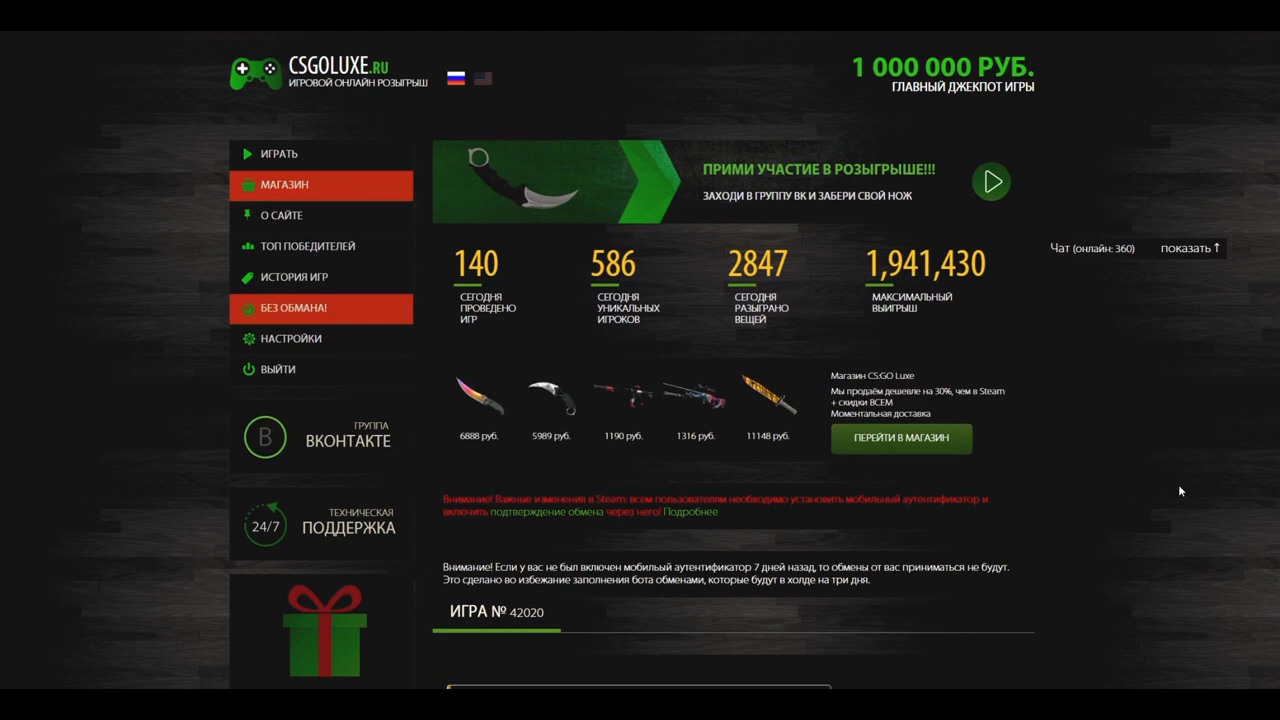 CSGOLUXE.RU
ИГРОВОЙ ОНЛАЙН РОЗЫГРЫШ
1 000 000 РУБ.
ГЛАВНЫЙ ДЖЕКПОТ ИГРЫ
ИГРАТЬ
МАГАЗИН
О САЙТЕ
ТОП ПОБЕДИТЕЛЕЙ
ИСТОРИЯ ИГР
БЕЗ ОБМАНА!
НАСТРОЙКИ
ВЫЙТИ
B
ГРУППА
ВКОНТАКТЕ
24/7
ТЕХНИЧЕСКАЯ
ПОДДЕРЖКА
ПРИМИ УЧАСТИЕ В РОЗЫГРЫШЕ!!!
ЗАХОДИ В ГРУППУ ВК И ЗАБЕРИ СВОЙ НОЖ
140
СЕГОДНЯ
ПРОВЕДЕНО
ИГР
586
СЕГОДНЯ
УНИКАЛЬНЫХ
ИГРОКОВ
2847
СЕГОДНЯ
РАЗЫГРАНО
ВЕЩЕЙ
1,941,430
МАКСИМАЛЬНЫЙ
ВЫИГРЫШ
Чат (онлайн: 360) показать ↑
6888 руб.
5989 руб.
1190 руб.
1316 руб.
11148 руб.
Магазин CS:GO Luxe
Мы продаём дешевле на 30%, чем в Steam
+ скидки ВСЕМ
Моментальная доставка
ПЕРЕЙТИ В МАГАЗИН
Внимание! Важные изменения в Steam: всем пользователям необходимо установить мобильный аутентификатор и
включить подтверждение обмена через него! Подробнее
Внимание! Если у вас не был включен мобильый аутентификатор 7 дней назад, то обмены от вас приниматься не будут.
Это сделано во избежание заполнения бота обменами, которые будут в холде на три дня.
ИГРА № 42020